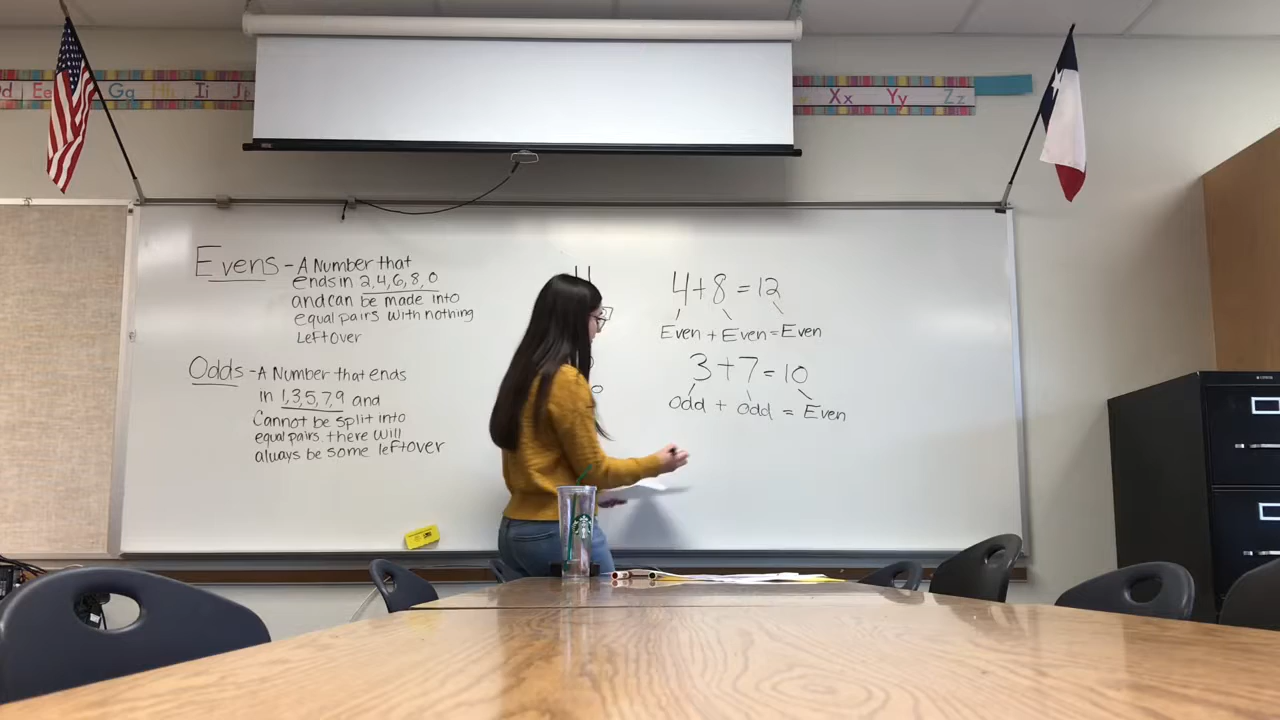 Dd Ee Gg Hh Ii Jj
Xx Yy Zz
Evens - A Number that
ends in 2,4,6,8,0
and can be made into
equal pairs with nothing
Leftover
Odds - A Number that ends
in 1,3,5,7,9 and
Cannot be split into
equal pairs. there will
always be some leftover
4+8=12
Even + Even = Even
3+7=10
Odd + Odd = Even